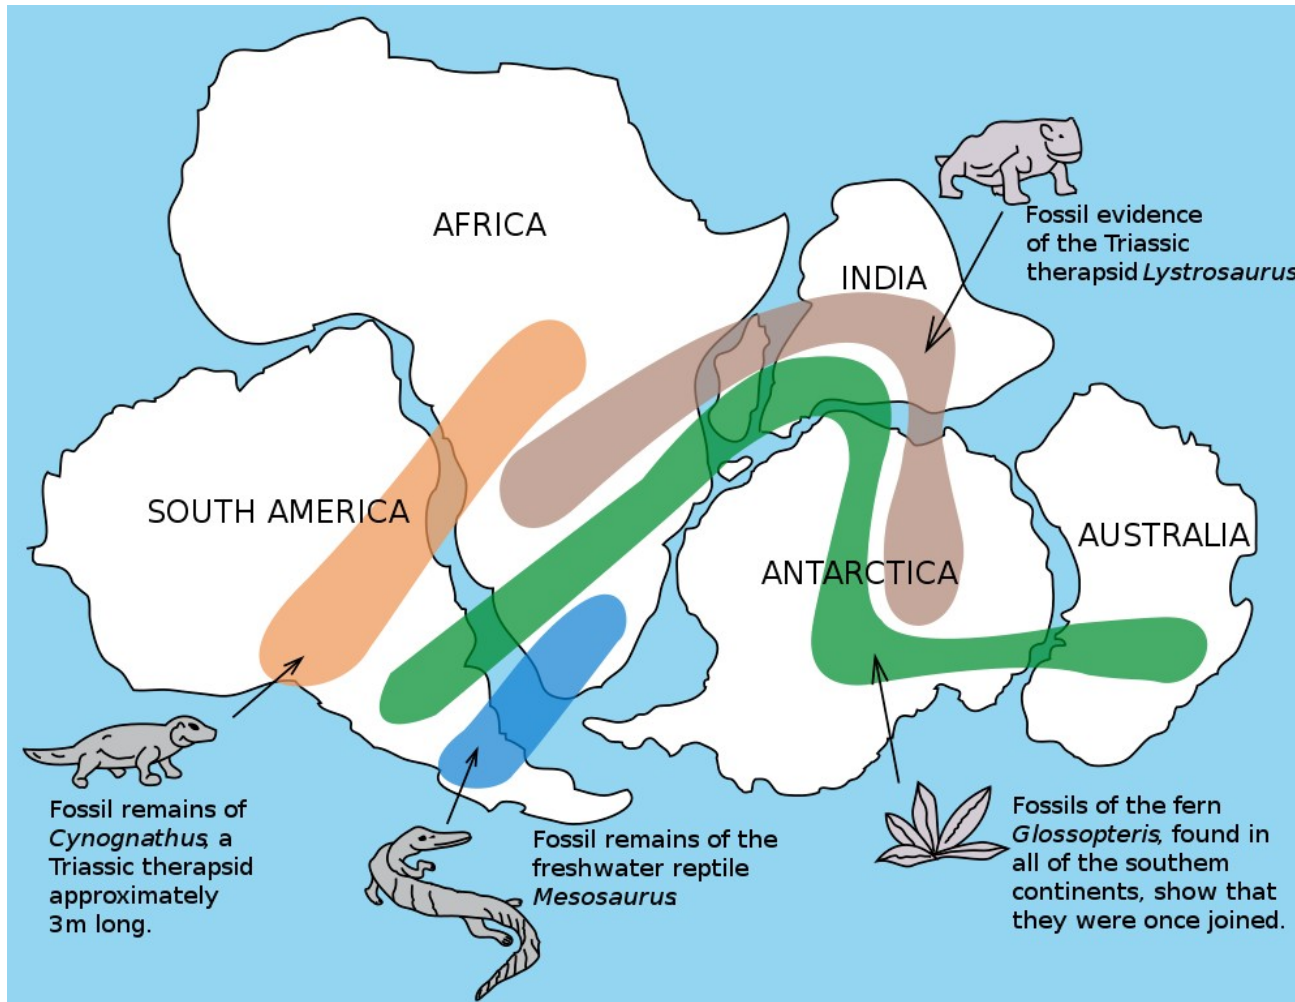 AFRICA
INDIA
Fossil evidence
of the Triassic
therapsid Lystrosaurus
SOUTH AMERICA
ANTARCTICA
AUSTRALIA
Fossil remains of
Cynognathus, a
Triassic therapsid
approximately
3m long.
Fossil remains of the
freshwater reptile
Mesosaurus.
Fossils of the fern
Glossopteris, found in
all of the southem
continents, show that
they were once joined.